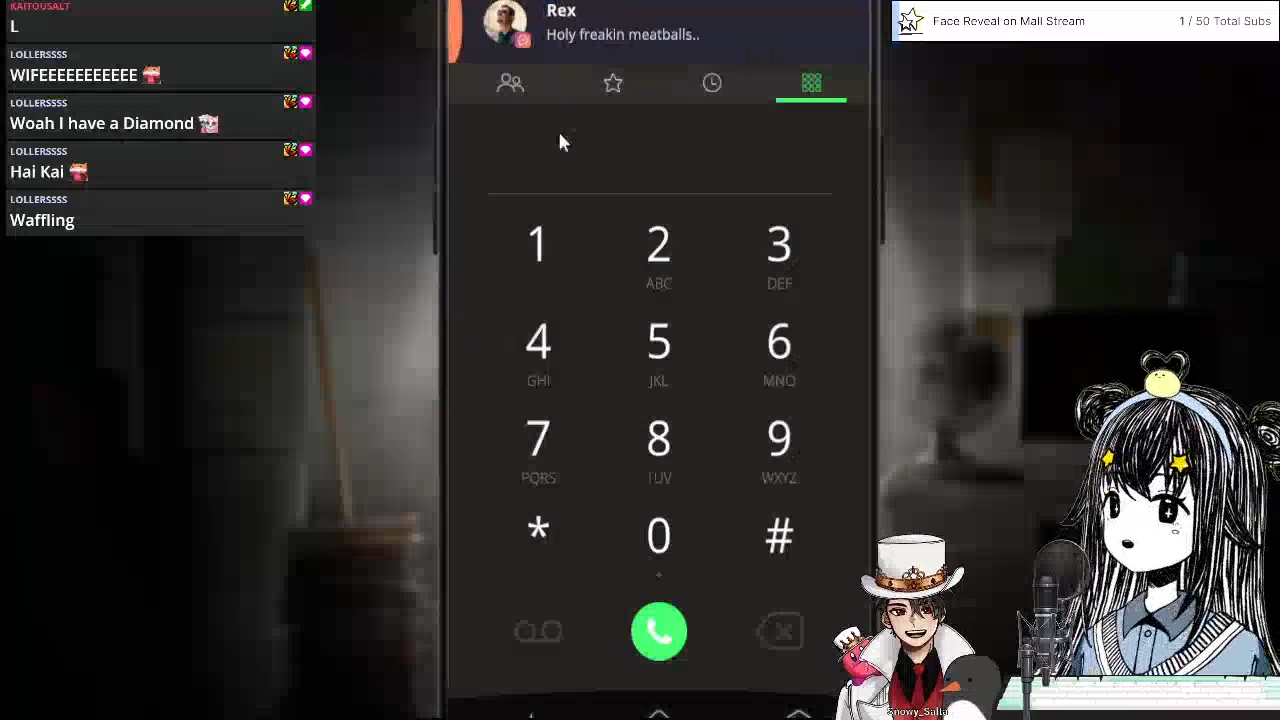 KAITOUSALT
L
LOLLERSSSS
WIFEEEEEEEEEEE
LOLLERSSSS
Woah I have a Diamond
LOLLERSSSS
Hai Kai
LOLLERSSSS
Waffling
Rex
Holy freakin meatballs..
Face Reveal on Mall Stream
1 / 50 Total Subs
1
2
3
ABC
DEF
4
5
6
GHI
JKL
MNO
7
8
9
PQRS
TUV
WXYZ
*
0
#
+